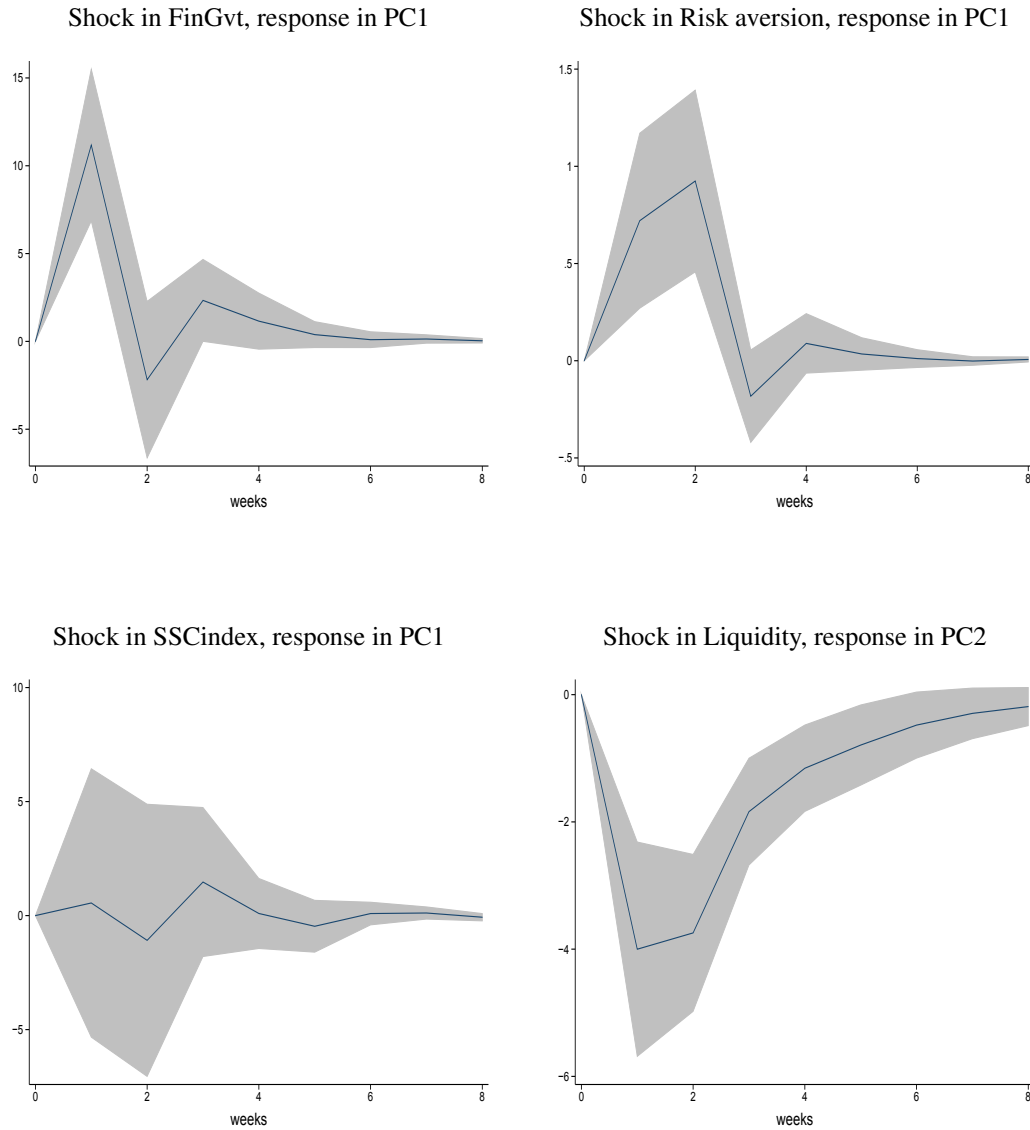 Shock in FinGvt, response in PC1
15
10
5
0
−5
0 2 4 6 8
weeks
Shock in Risk aversion, response in PC1
1.5
1
.5
0
−.5
0 2 4 6 8
weeks
Shock in SSCindex, response in PC1
10
5
0
−5
0 2 4 6 8
weeks
Shock in Liquidity, response in PC2
0
−2
−4
−6
0 2 4 6 8
weeks